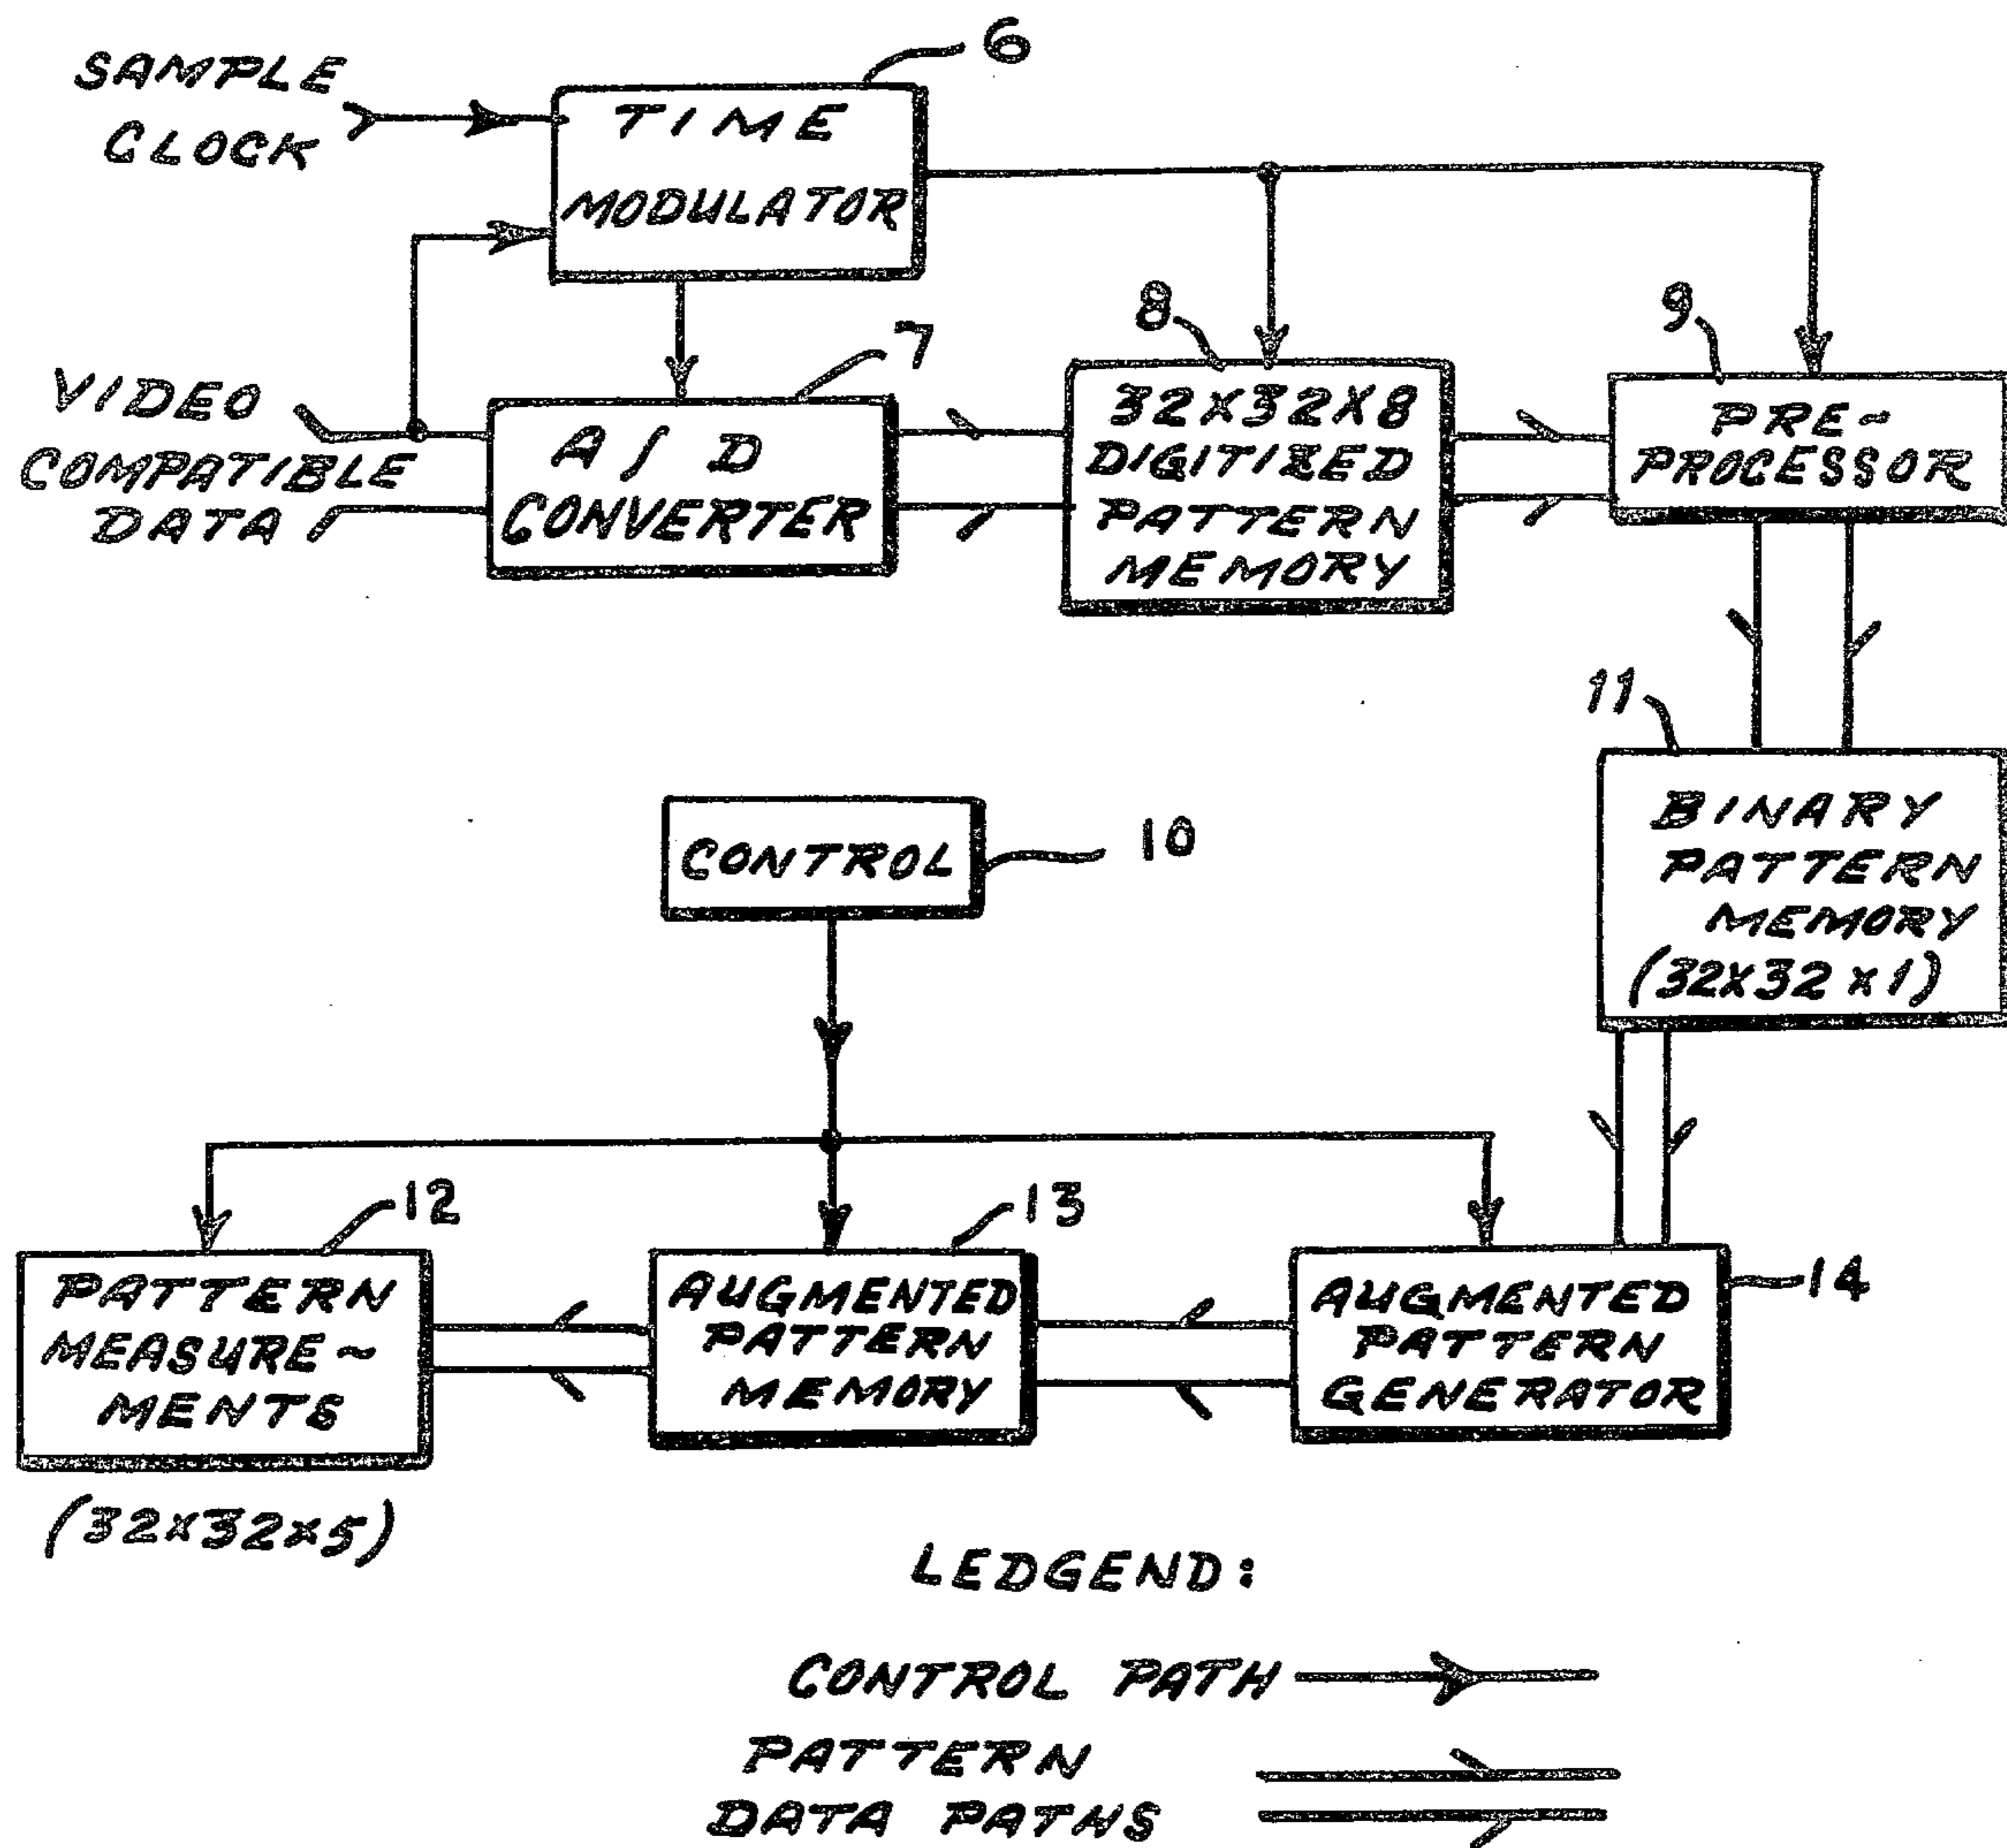 SAMPLE
CLOCK
6
TIME
MODULATOR
VIDEO
COMPATIBLE
DATA
7
A/D
CONVERTER
8
32X32X8
DIGITIZED
PATTERN
MEMORY
9
PRE-
PROCESSOR
10
CONTROL
11
BINARY
PATTERN
MEMORY
(32X32X1)
12
PATTERN
MEASURE-
MENTS
(32X32X5)
13
AUGMENTED
PATTERN
MEMORY
14
AUGMENTED
PATTERN
GENERATOR
LEDGEND:
CONTROL PATH
PATTERN
DATA PATHS